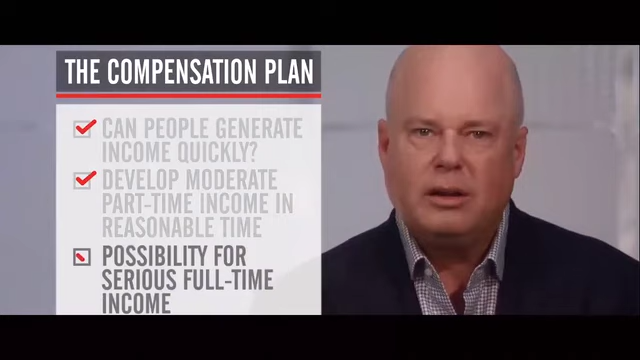 THE COMPENSATION PLAN
CAN PEOPLE GENERATE
INCOME QUICKLY?
DEVELOP MODERATE
PART-TIME INCOME IN
REASONABLE TIME
POSSIBILITY FOR
SERIOUS FULL-TIME
INCOME